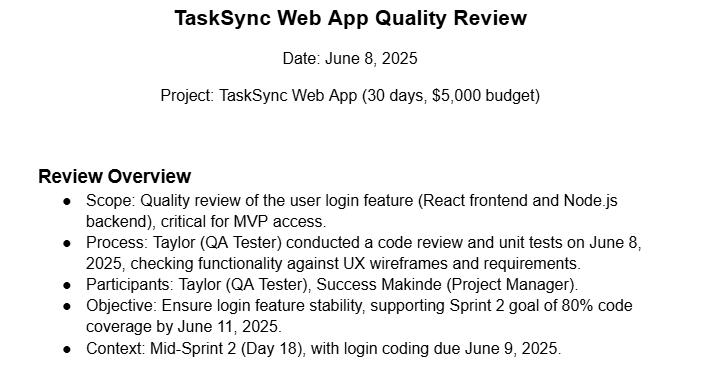 TaskSync Web App Quality Review
Date: June 8, 2025
Project: TaskSync Web App (30 days, $5,000 budget)
Review Overview
● Scope: Quality review of the user login feature (React frontend and Node.js
backend), critical for MVP access.
● Process: Taylor (QA Tester) conducted a code review and unit tests on June 8,
2025, checking functionality against UX wireframes and requirements.
● Participants: Taylor (QA Tester), Success Makinde (Project Manager).
● Objective: Ensure login feature stability, supporting Sprint 2 goal of 80% code
coverage by June 11, 2025.
● Context: Mid-Sprint 2 (Day 18), with login coding due June 9, 2025.